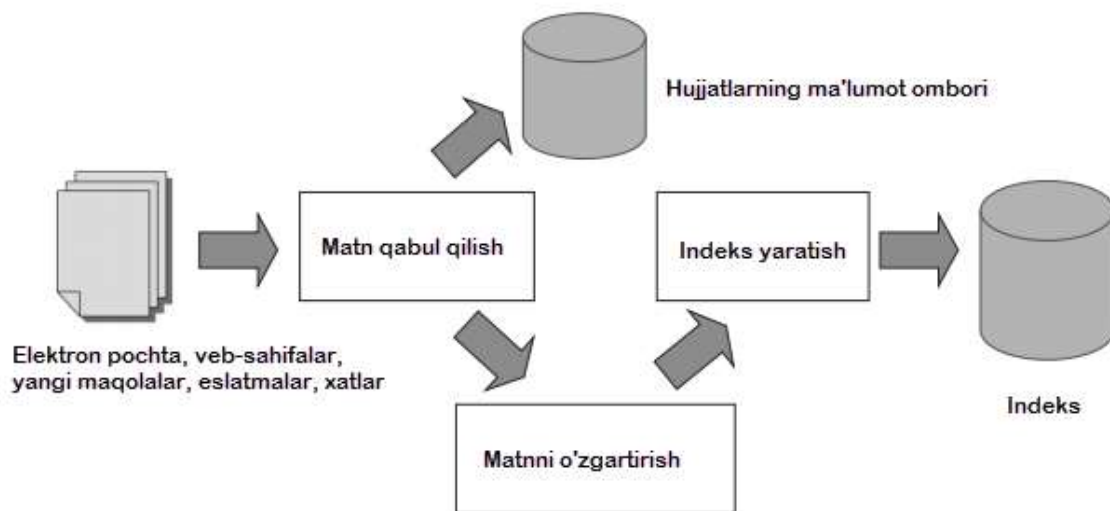 Hujjatlarning ma'lumot ombori
Matn qabul qilish
Indeks yaratish
Elektron pochta, veb-sahifalar,
yangi maqolalar, eslatmalar, xatlar
Indeks
Matnni o'zgartirish